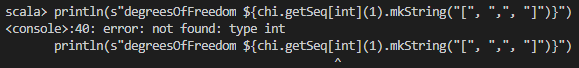 scala> println(s"degreesOfFreedom ${chi.getSeq[int](1).mkString("[", ",", "]")}")
<console>:40: error: not found: type int
       println(s"degreesOfFreedom ${chi.getSeq[int](1).mkString("[", ",", "]")}")
                                               ^